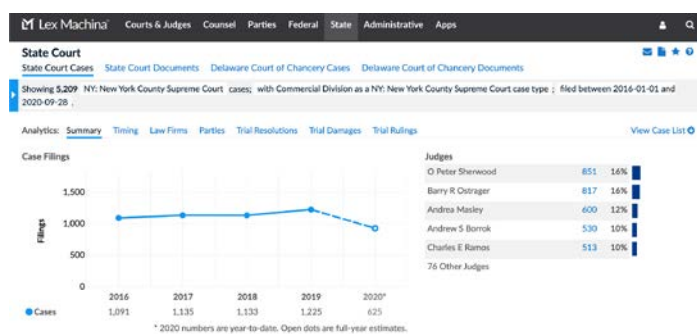 Lex Machina Courts & Judges Counsel Parties Federal State Administrative Apps
State Court
State Court Cases State Court Documents Delaware Court of Chancery Cases Delaware Court of Chancery Documents
Showing 5,209 NY: New York County Supreme Court cases; with Commercial Division as a NY: New York County Supreme Court case type ; filed between 2016-01-01 and
2020-09-28 .
Analytics: Summary Timing Law Firms Parties Trial Resolutions Trial Damages Trial Rulings View Case List
Case Filings
Filings
1,500
1,000
500
0
2016 2017 2018 2019 2020*
Cases 1,091 1,135 1,133 1,225 625
* 2020 numbers are year-to-date. Open dots are full-year estimates.
Judges
O Peter Sherwood 851 16%
Barry R Ostrager 817 16%
Andrea Masley 600 12%
Andrew S Borrok 530 10%
Charles E Ramos 513 10%
76 Other Judges